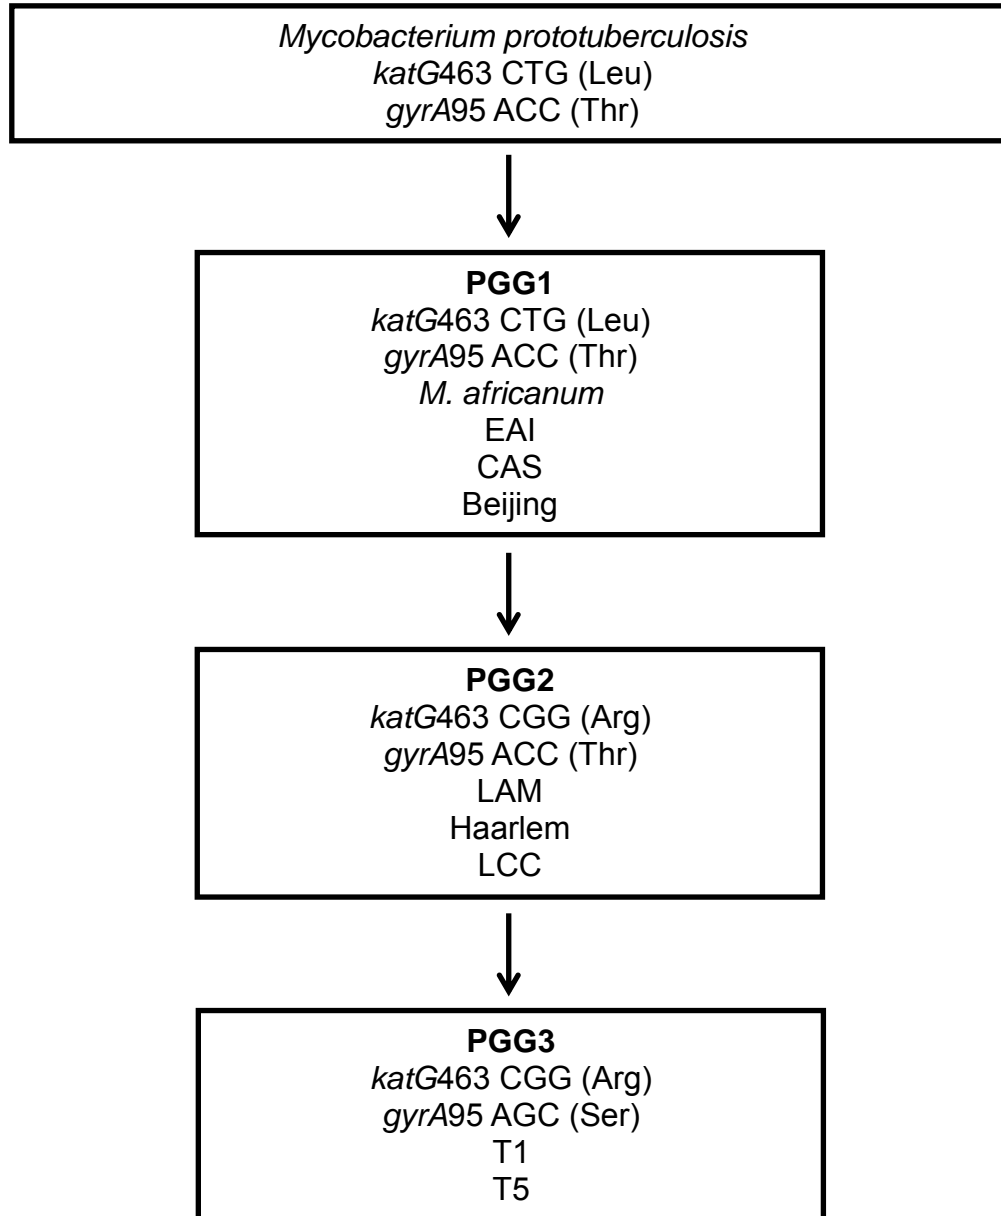 Mycobacterium prototuberculosis
katG463 CTG (Leu)
gyrA95 ACC (Thr)
PGG1
katG463 CTG (Leu)
gyrA95 ACC (Thr)
M. africanum
EAI
CAS
Beijing
PGG2
katG463 CGG (Arg)
gyrA95 ACC (Thr)
LAM
Haarlem
LCC
PGG3
katG463 CGG (Arg)
gyrA95 AGC (Ser)
T1
T5